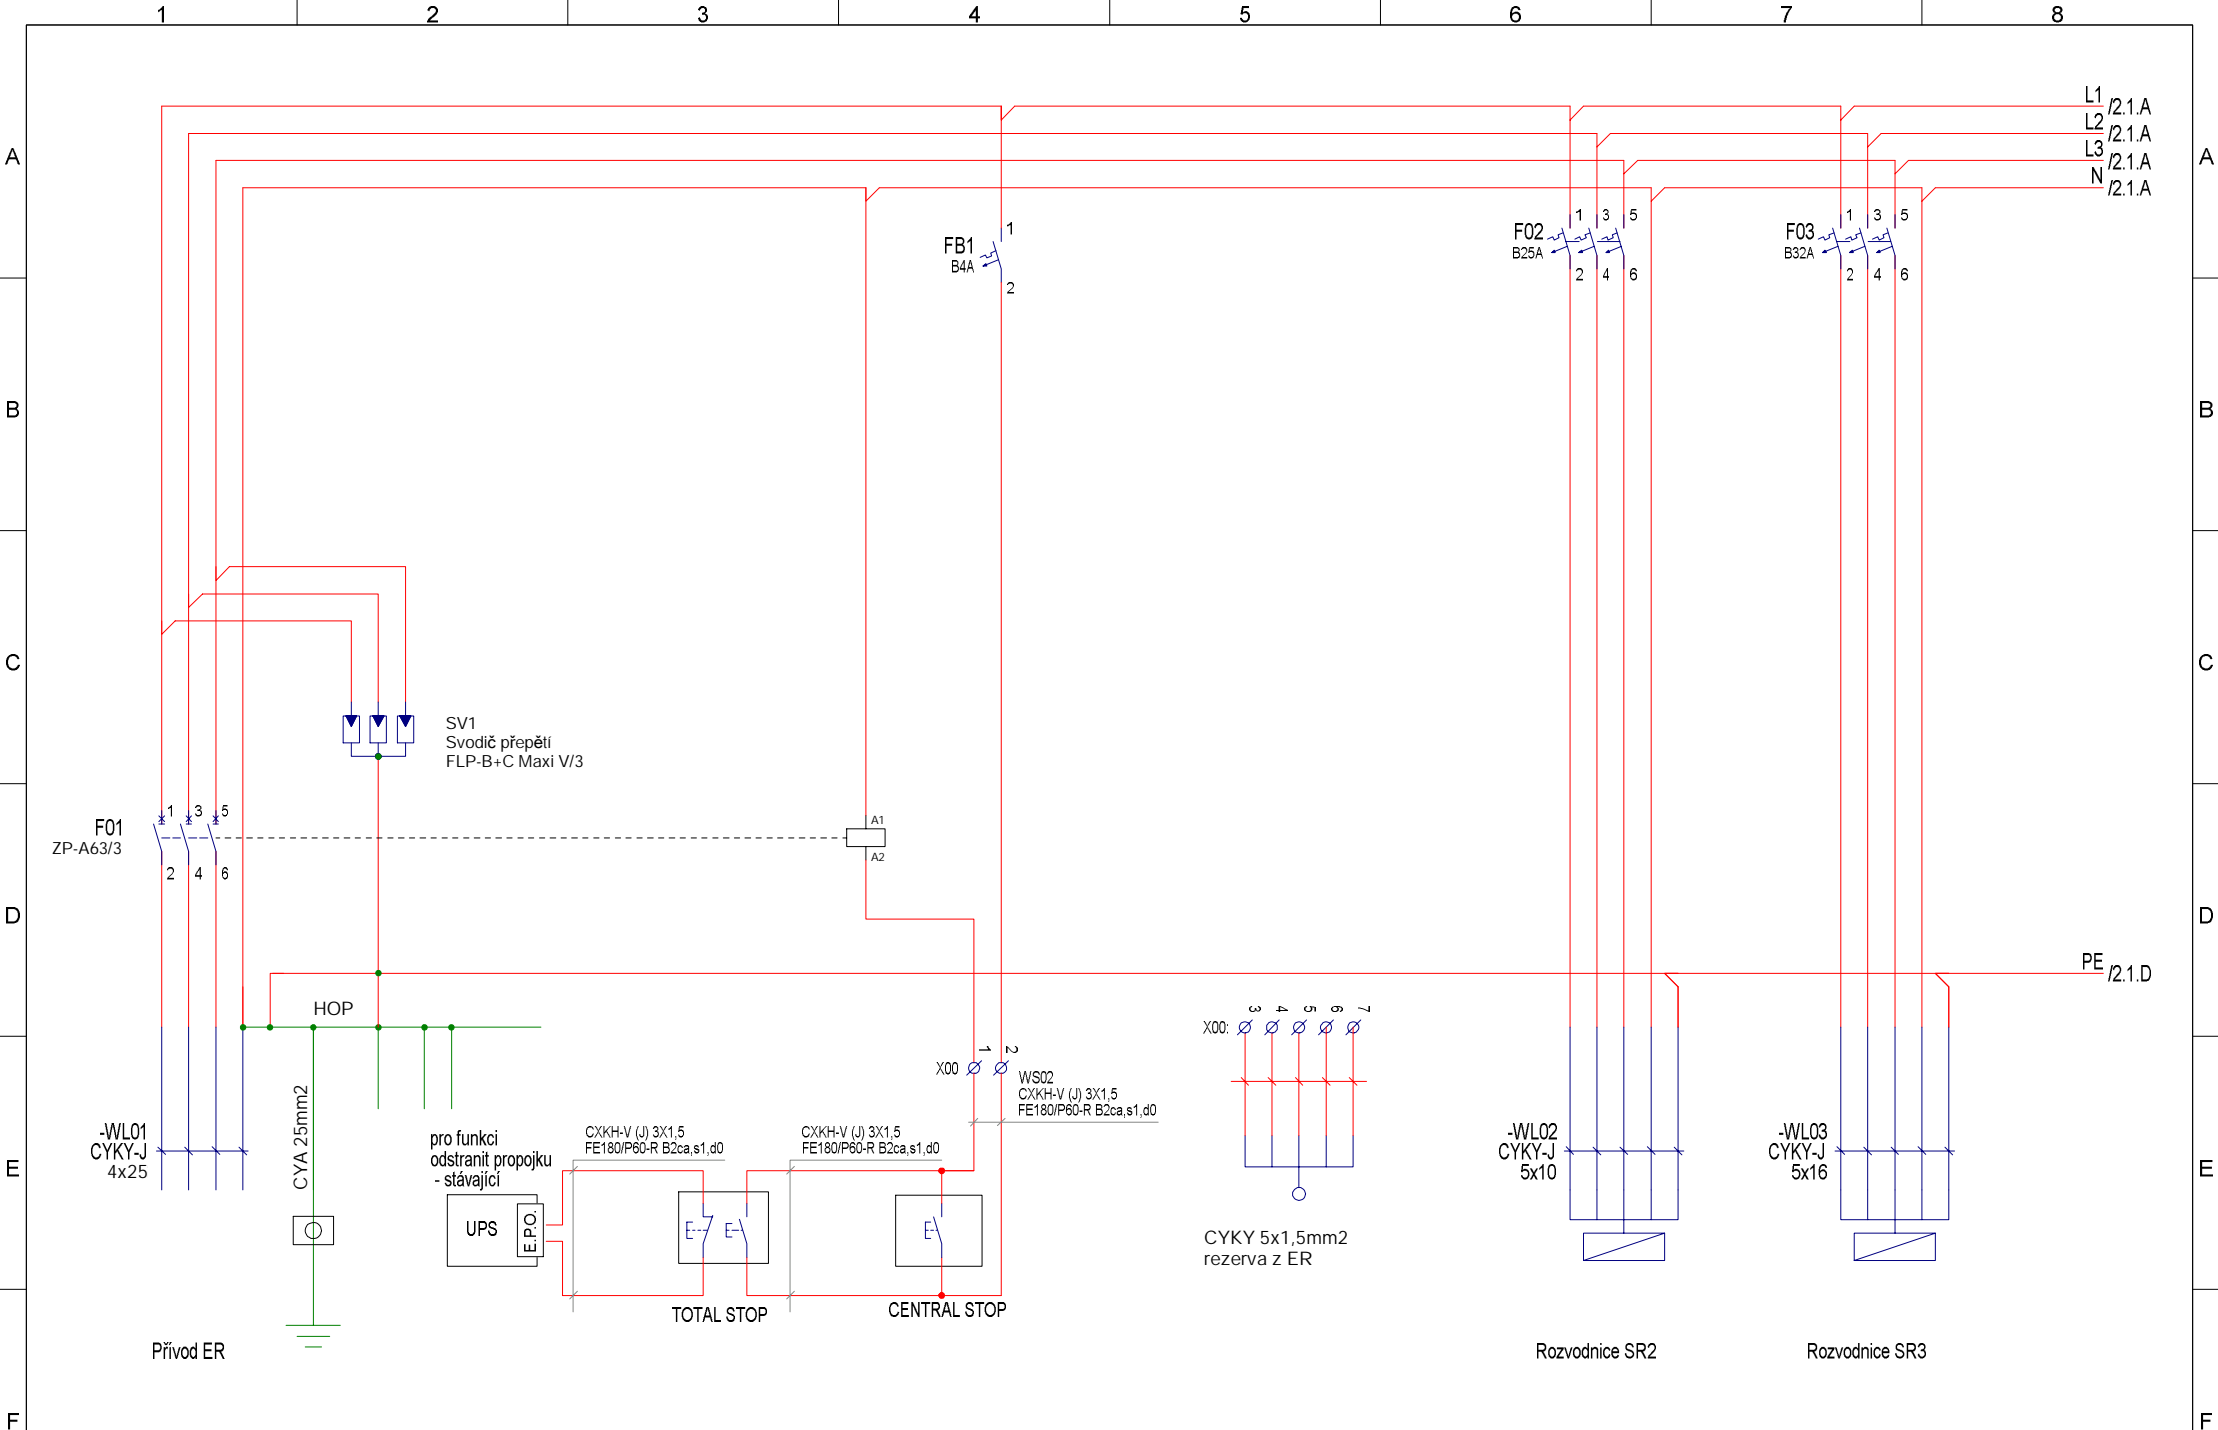 1 2 3 4 5 6 7 8
L1 /2.1.A
L2 /2.1.A
A L3 /2.1.A A
N /2.1.A
FB1
B4A
1
2
F02
B25A
1 3 5
2 4 6
F03
B32A
1 3 5
2 4 6
B B
C C
SV1
Svodič přepětí
FLP-B+C Maxi V/3
F01
ZP-A63/3
1 3 5
2 4 6
A1
A2
D D
PE /2.1.D
HOP
X00
1 2
WS02
CXKH-V (J) 3X1,5
FE180/P60-R B2ca,s1,d0
X00:
3 4 5 6 7
CYKY 5x1,5mm2
rezerva z ER
-WL01
CYKY-J
4x25
CYA 25mm2
pro funkci
odstranit propojku
- stávající
UPS
E.P.O.
CXKH-V (J) 3X1,5
FE180/P60-R B2ca,s1,d0
CXKH-V (J) 3X1,5
FE180/P60-R B2ca,s1,d0
TOTAL STOP
CENTRAL STOP
-WL02
CYKY-J
5x10
-WL03
CYKY-J
5x16
E E
Přívod ER
Rozvodnice SR2
Rozvodnice SR3
F F